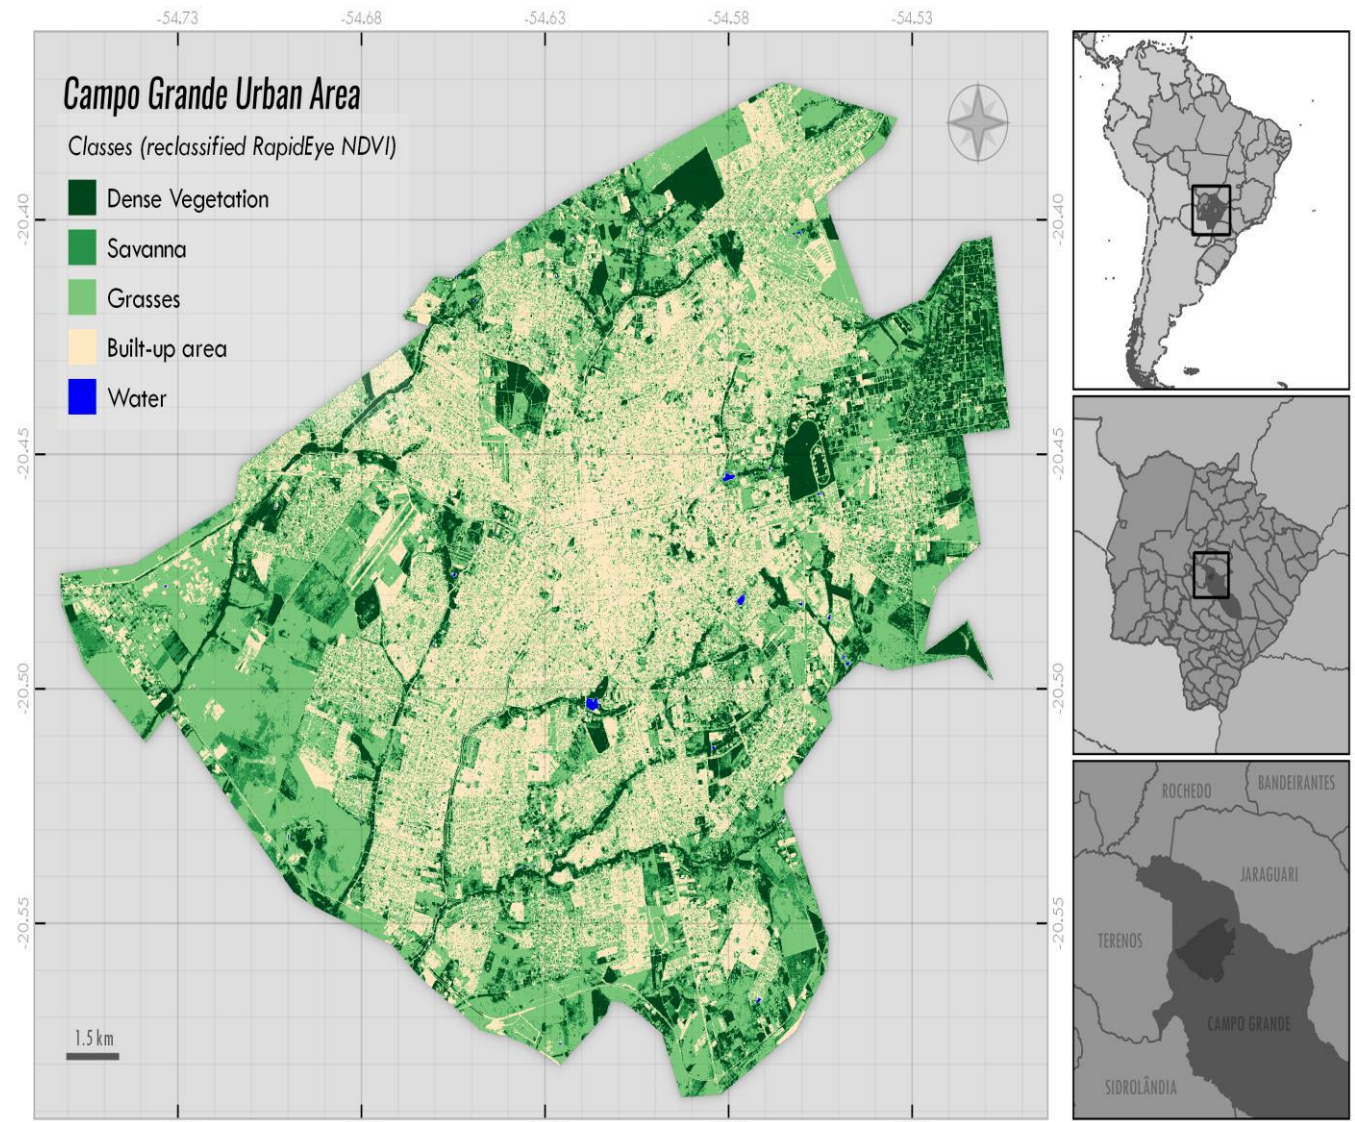 -54.73
-54.68
-54.63
-54.58
-54.53
Campo Grande Urban Area
Classes (reclassified RapidEye NDVI)
Dense Vegetation
Savanna
Grasses
Built-up area
Water
-20.40
-20.40
-20.45
-20.45
-20.50
-20.50
-20.55
-20.55
1.5 km
ROCHEDO
BANDEIRANTES
JARAGUARI
TERENOS
CAMPO GRANDE
SIDROLÂNDIA